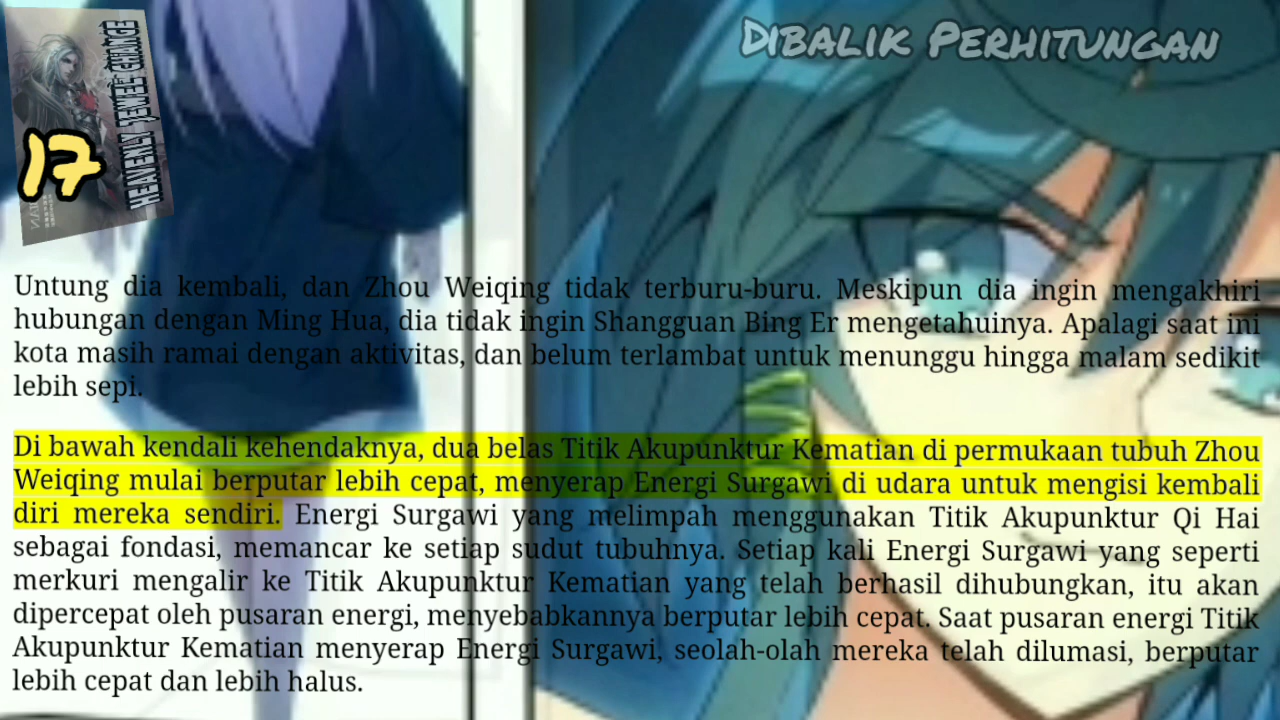 Dibalik Perhitungan
HEAVENLY JEWEL CHANGE
17
Untung dia kembali, dan Zhou Weiqing tidak terburu-buru. Meskipun dia ingin mengakhiri
hubungan dengan Ming Hua, dia tidak ingin Shangguan Bing Er mengetahuinya. Apalagi saat ini
kota masih ramai dengan aktivitas, dan belum terlambat untuk menunggu hingga malam sedikit
lebih sepi.
Di bawah kendali kehendaknya, dua belas Titik Akupunktur Kematian di permukaan tubuh Zhou
Weiqing mulai berputar lebih cepat, menyerap Energi Surgawi di udara untuk mengisi kembali
diri mereka sendiri. Energi Surgawi yang melimpah menggunakan Titik Akupunktur Qi Hai
sebagai fondasi, memancar ke setiap sudut tubuhnya. Setiap kali Energi Surgawi yang seperti
merkuri mengalir ke Titik Akupunktur Kematian yang telah berhasil dihubungkan, itu akan
dipercepat oleh pusaran energi, menyebabkannya berputar lebih cepat. Saat pusaran energi Titik
Akupunktur Kematian menyerap Energi Surgawi, seolah-olah mereka telah dilumasi, berputar
lebih cepat dan lebih halus.